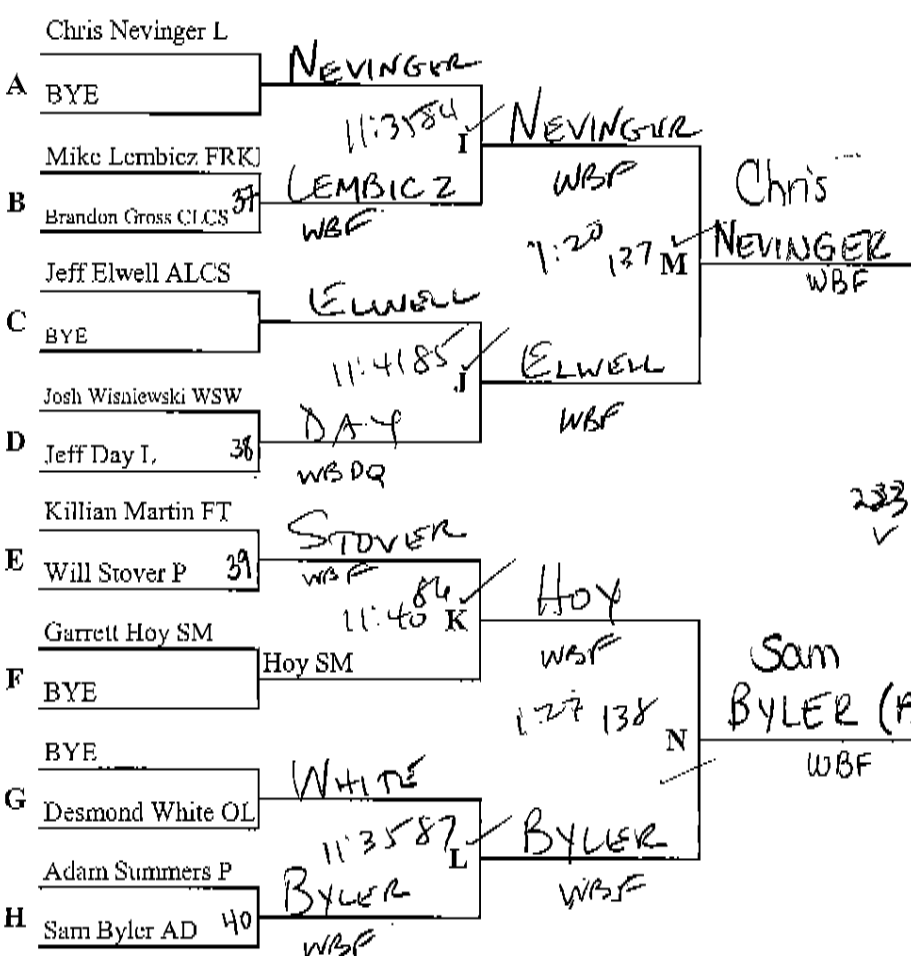 Chris Nevinger L
A
BYE
NEVINGER
11:31 84
I
Mike Lembicz FRKJ
B
Brandon Gross CLCS 37
LEMBICZ
WBF
NEVINGER
WBF
Jeff Elwell ALCS
C
BYE
ELWELL
11:41 85
J
Josh Wisniewski WSW
D
Jeff Day L 38
DAY
WBDQ
ELWELL
WBF
1:20 137 M
Chris
NEVINGER
WBF
233
Killian Martin FT
E
Will Stover P 39
STOVER
WBF
11:40 86 K
Garrett Hoy SM
F
BYE
Hoy SM
HOY
WBF
BYE
G
Desmond White OL
WHITE
11:35 87
L
Adam Summers P
H
Sam Byler AD 40
BYLER
WBF
BYLER
WBF
1:27 138
N
Sam
BYLER (A
WBF